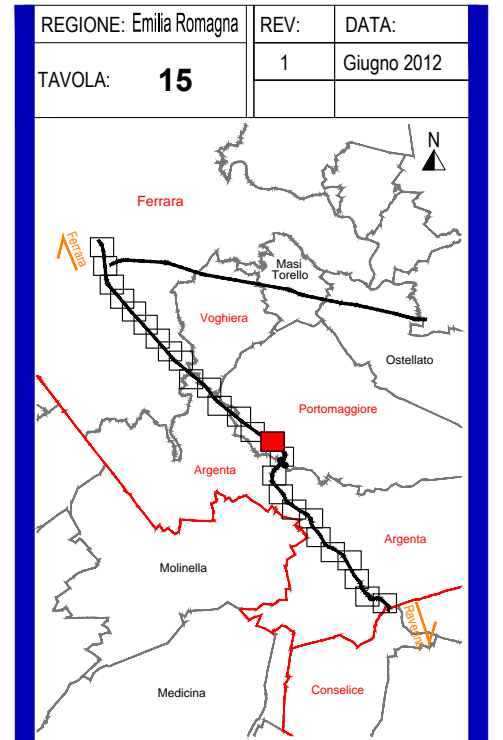 REGIONE: Emilia Romagna
REV:
DATA:
TAVOLA: 15
1
Giugno 2012
N
Ferrara
Ferrara
Masi
Torello
Voghiera
Ostellato
Portomaggiore
Argenta
Argenta
Molinella
Ravenna
Medicina
Conselice